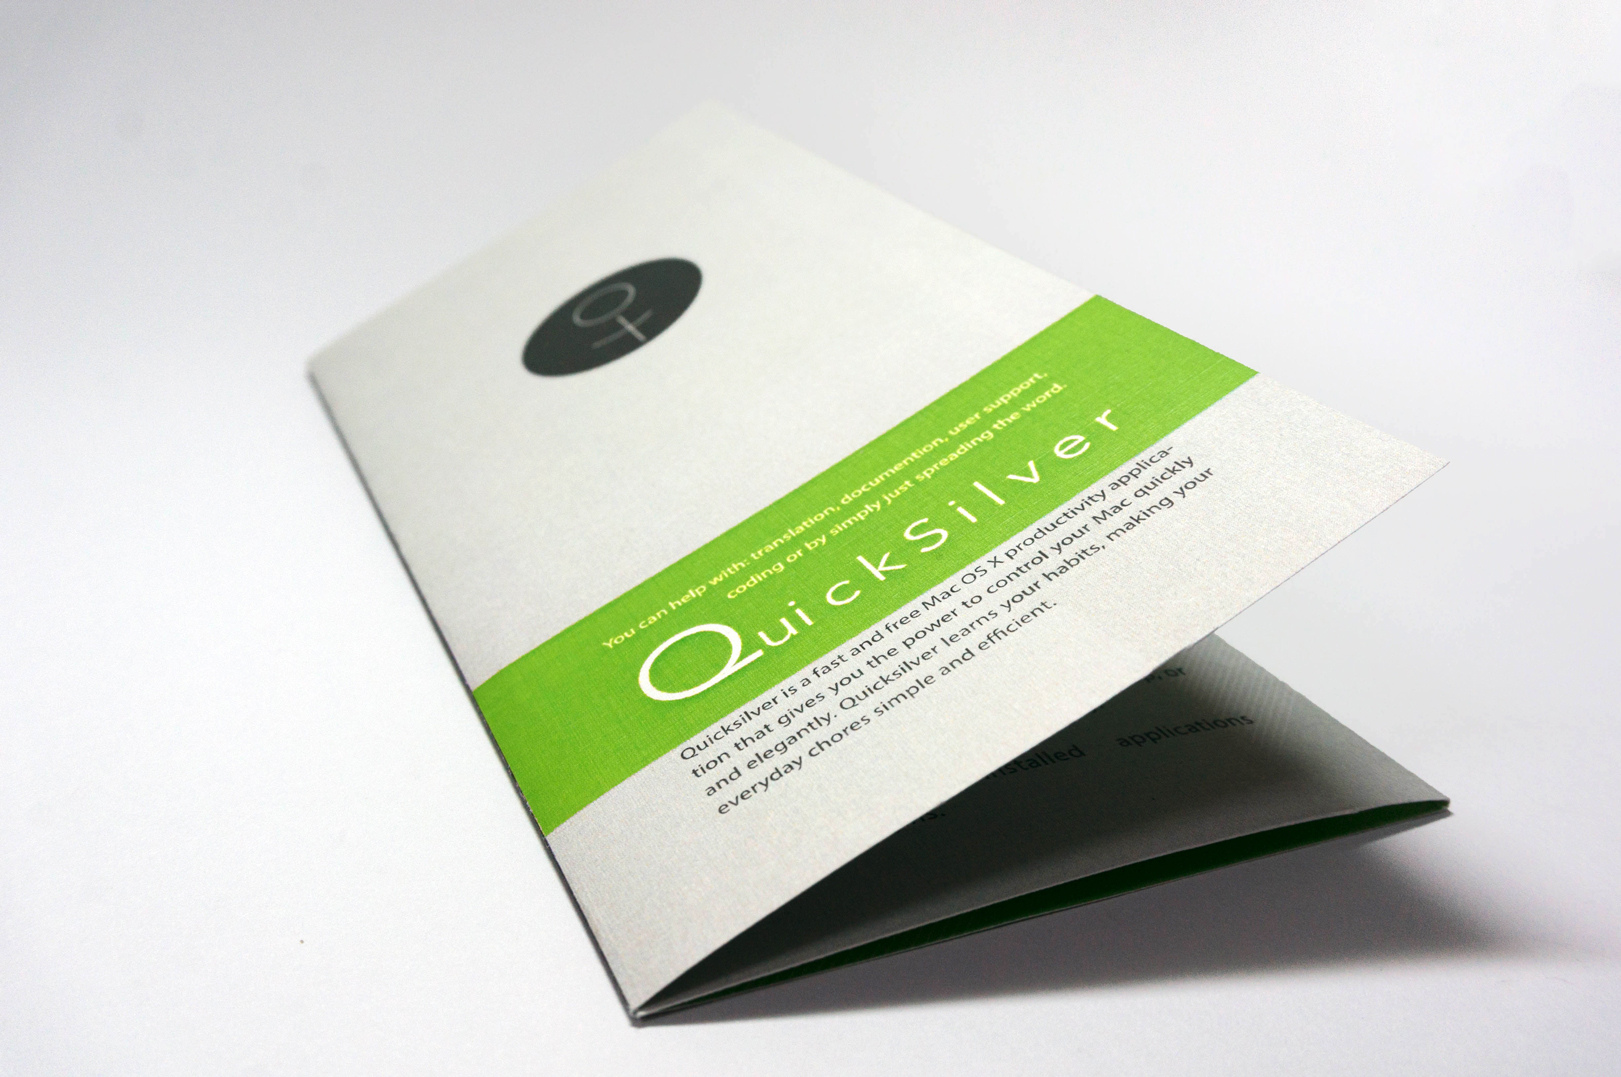 You can help with: translation, documention, user support,
coding or by simply just spreading the word.
QuickSilver
Quicksilver is a fast and free Mac OS X productivity applica-
tion that gives you the power to control your Mac quickly
and elegantly. Quicksilver learns your habits, making your
everyday chores simple and efficient.
or
installed applications